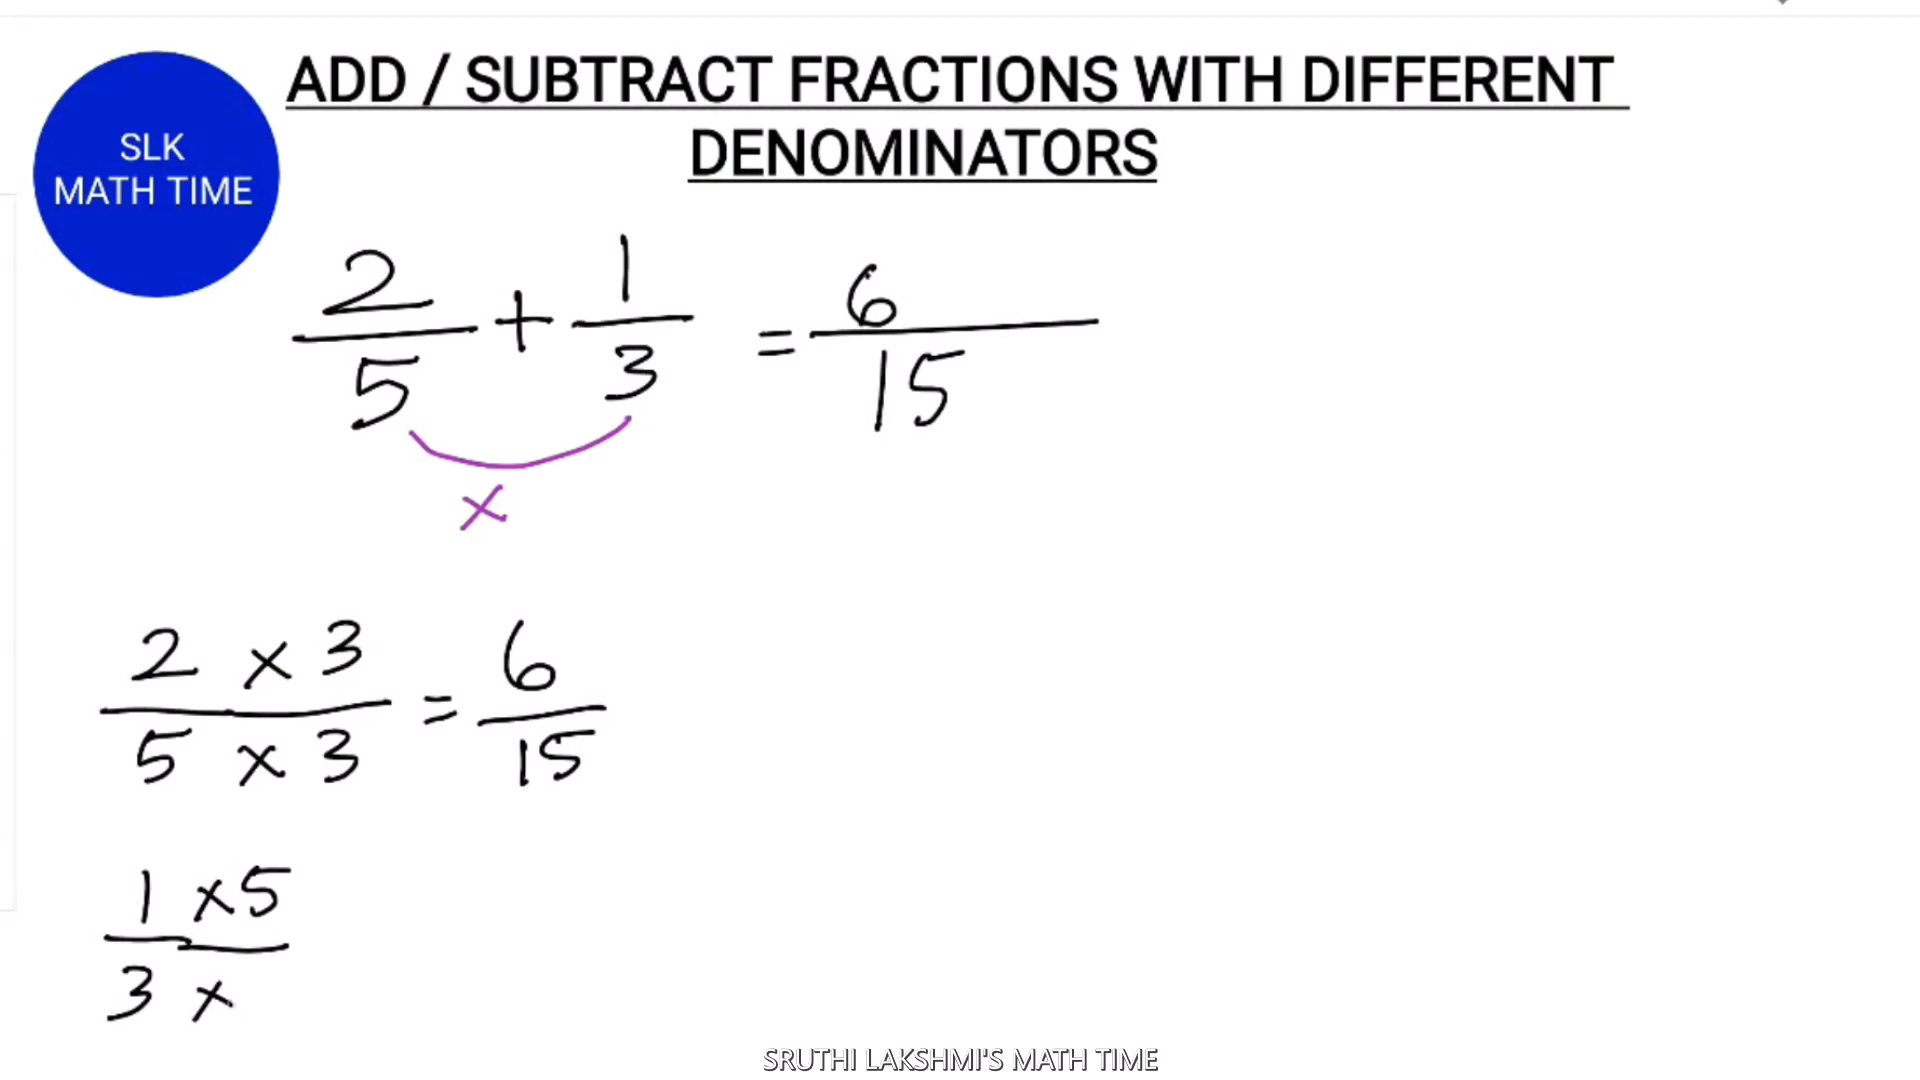 ADD / SUBTRACT FRACTIONS WITH DIFFERENT
DENOMINATORS
SLK
MATH TIME
2/5 + 1/3 = 6/15
x
2 x 3 / 5 x 3 = 6/15
1 x 5 / 3 x
SRUTHI LAKSHMI'S MATH TIME